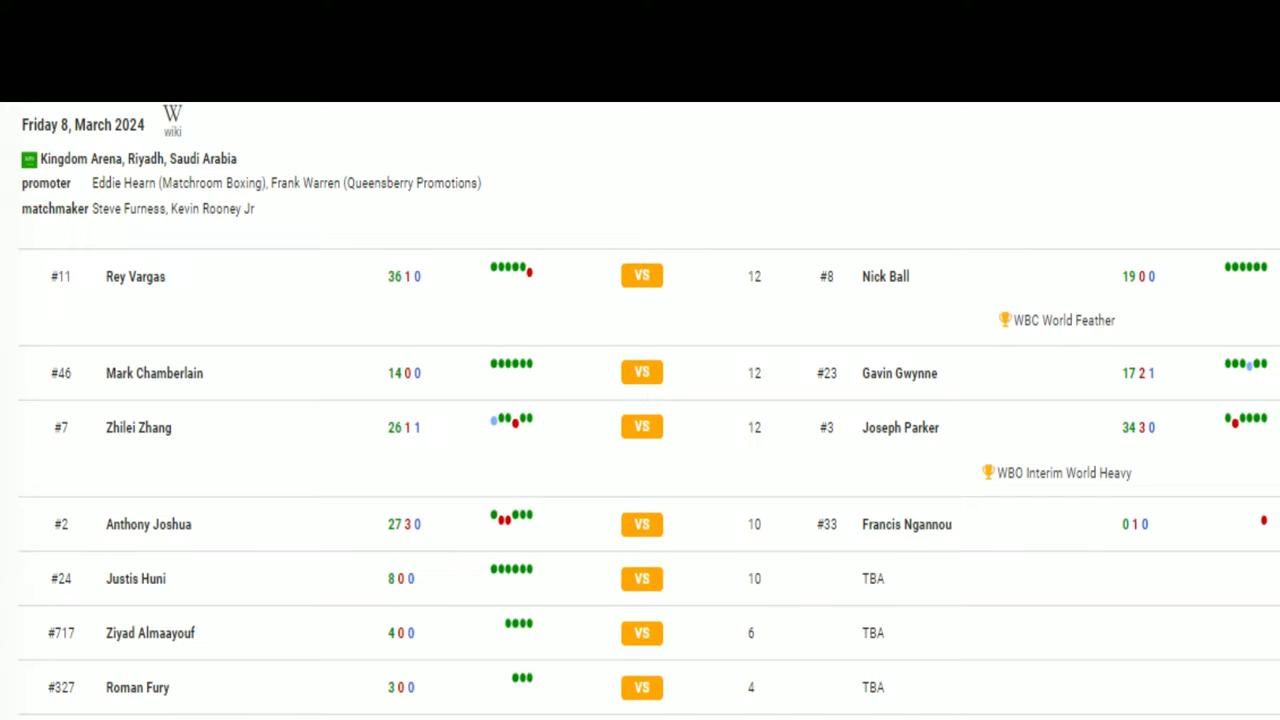 Friday 8, March 2024 W wiki
Kingdom Arena, Riyadh, Saudi Arabia
promoter Eddie Hearn (Matchroom Boxing), Frank Warren (Queensberry Promotions)
matchmaker Steve Furness, Kevin Rooney Jr
#11 Rey Vargas 36 1 0 VS 12 #8 Nick Ball 19 0 0
WBC World Feather
#46 Mark Chamberlain 14 0 0 VS 12 #23 Gavin Gwynne 17 2 1
#7 Zhilei Zhang 26 1 1 VS 12 #3 Joseph Parker 34 3 0
WBO Interim World Heavy
#2 Anthony Joshua 27 3 0 VS 10 #33 Francis Ngannou 0 1 0
#24 Justis Huni 8 0 0 VS 10 TBA
#717 Ziyad Almaayouf 4 0 0 VS 6 TBA
#327 Roman Fury 3 0 0 VS 4 TBA